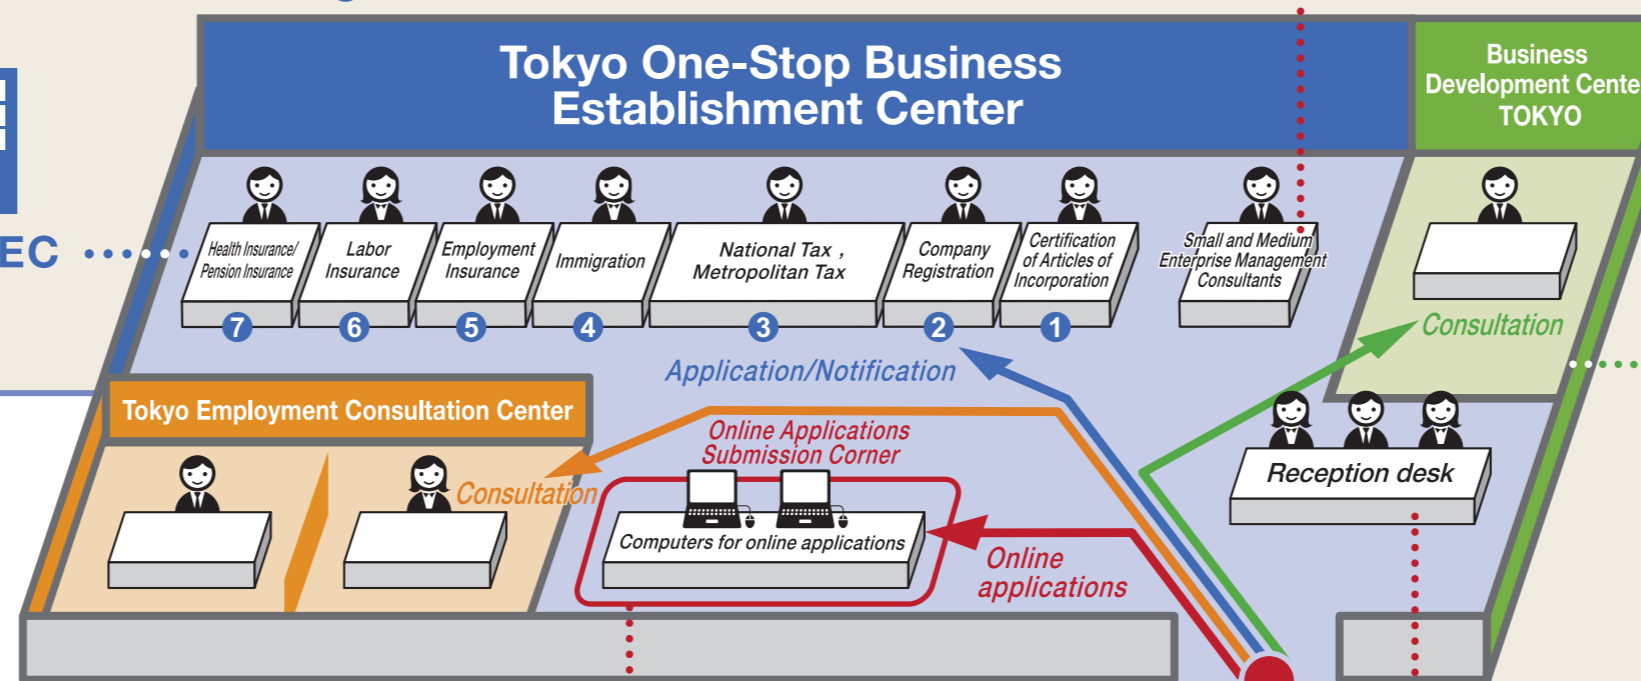 Tokyo One-Stop Business
Establishment Center
Business
Development Cente
TOKYO
EC
Health Insurance/
Pension Insurance
Labor
Insurance
Employment
Insurance
Immigration
National Tax ,
Metropolitan Tax
Company
Registration
Certification
of Articles of
Incorporation
Small and Medium
Enterprise Management
Consultants
7
6
5
4
3
2
1
Consultation
Application/Notification
Tokyo Employment Consultation Center
Online Applications
Submission Corner
Consultation
Reception desk
Computers for online applications
Online
applications